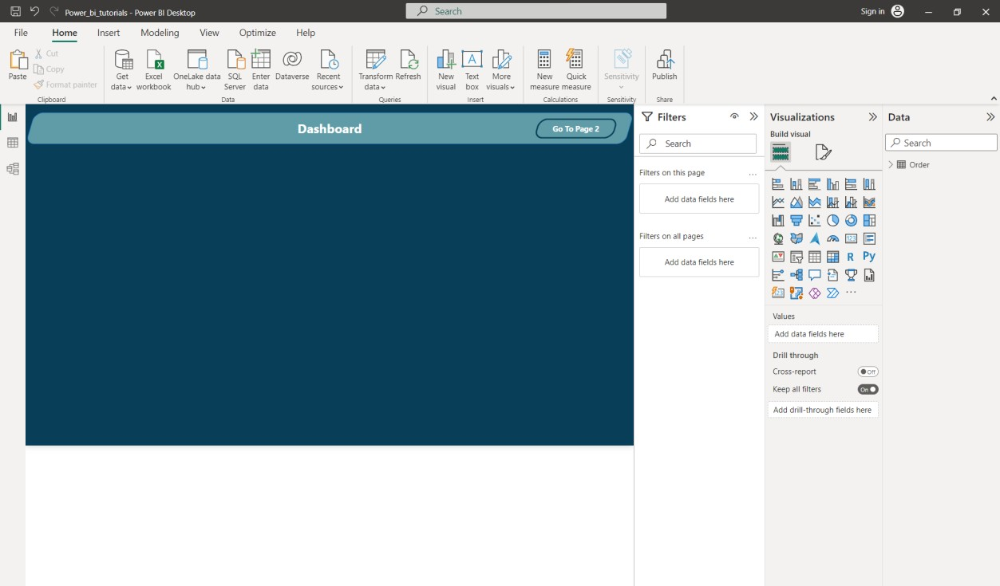 Power_bi_tutorials - Power BI Desktop
Search
Sign in
File Home Insert Modeling View Optimize Help
Paste
Cut
Copy
Format painter
Clipboard
Get data
Excel workbook
OneLake data hub
SQL Server
Enter data
Dataverse
Recent sources
Data
Transform data
Refresh
Queries
New visual
Text box
More visuals
Insert
New measure
Quick measure
Calculations
Sensitivity
Sensitivity
Publish
Share
Dashboard
Go To Page 2
Filters
Search
Filters on this page ...
Add data fields here
Filters on all pages ...
Add data fields here
Visualizations
Build visual
123
R Py
123
...
Values
Add data fields here
Drill through
Cross-report Off
Keep all filters On
Add drill-through fields here
Data
Search
Order